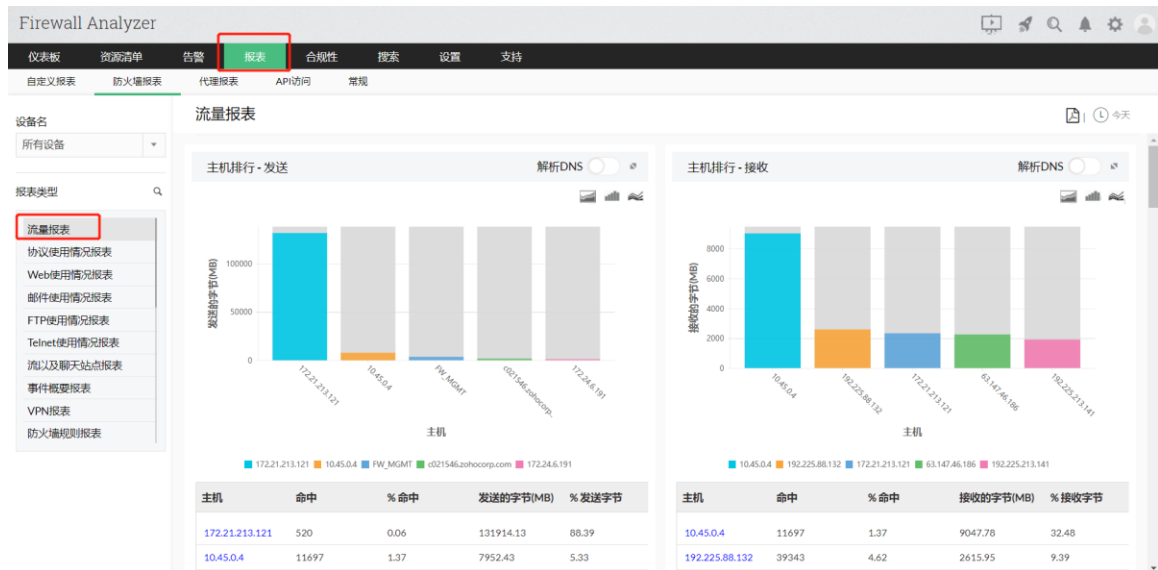 Firewall Analyzer
仪表板 资源清单 告警 报表 合规性 搜索 设置 支持
自定义报表 防火墙报表 代理报表 API访问 常规
设备名
所有设备
报表类型
流量报表
协议使用情况报表
Web使用情况报表
邮件使用情况报表
FTP使用情况报表
Telnet使用情况报表
流以及聊天站点报表
事件概要报表
VPN报表
防火墙规则报表
流量报表
今天
主机排行 - 发送 解析DNS
发送的字节(MB)
100000
50000
0
172.21.213.121 10.45.0.4 FW_MGMT c021546.zohocorp... 172.24.6.191
主机
172.21.213.121 10.45.0.4 FW_MGMT c021546.zohocorp.com 172.24.6.191
主机 命中 % 命中 发送的字节(MB) % 发送字节
172.21.213.121 520 0.06 131914.13 88.39
10.45.0.4 11697 1.37 7952.43 5.33
主机排行 - 接收 解析DNS
接收的字节(MB)
8000
6000
4000
2000
0
10.45.0.4 192.225.88.132 172.21.213.121 63.147.46.186 192.225.213.141
主机
10.45.0.4 192.225.88.132 172.21.213.121 63.147.46.186 192.225.213.141
主机 命中 % 命中 接收的字节(MB) % 接收字节
10.45.0.4 11697 1.37 9047.78 32.48
192.225.88.132 39343 4.62 2615.95 9.39